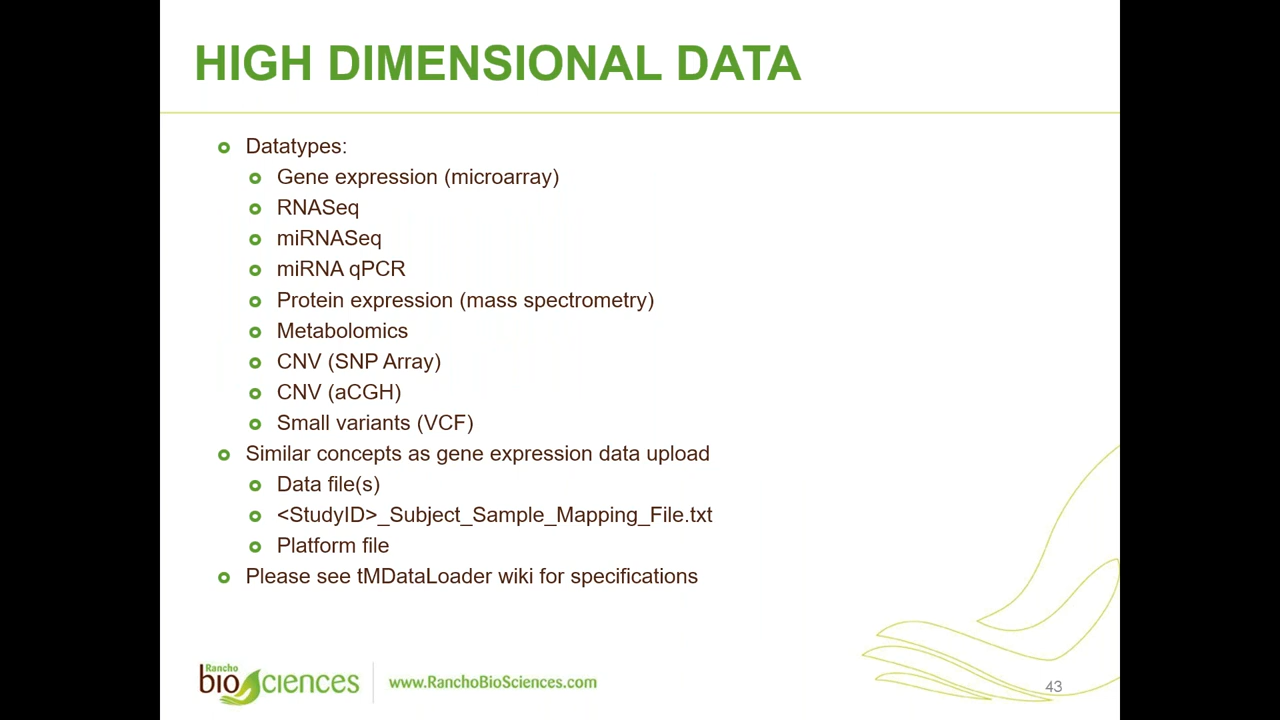 HIGH DIMENSIONAL DATA
Datatypes:
Gene expression (microarray)
RNASeq
miRNASeq
miRNA qPCR
Protein expression (mass spectrometry)
Metabolomics
CNV (SNP Array)
CNV (aCGH)
Small variants (VCF)
Similar concepts as gene expression data upload
Data file(s)
<StudyID>_Subject_Sample_Mapping_File.txt
Platform file
Please see tMDataLoader wiki for specifications
Rancho
bioSciences
www.RanchoBioSciences.com
43